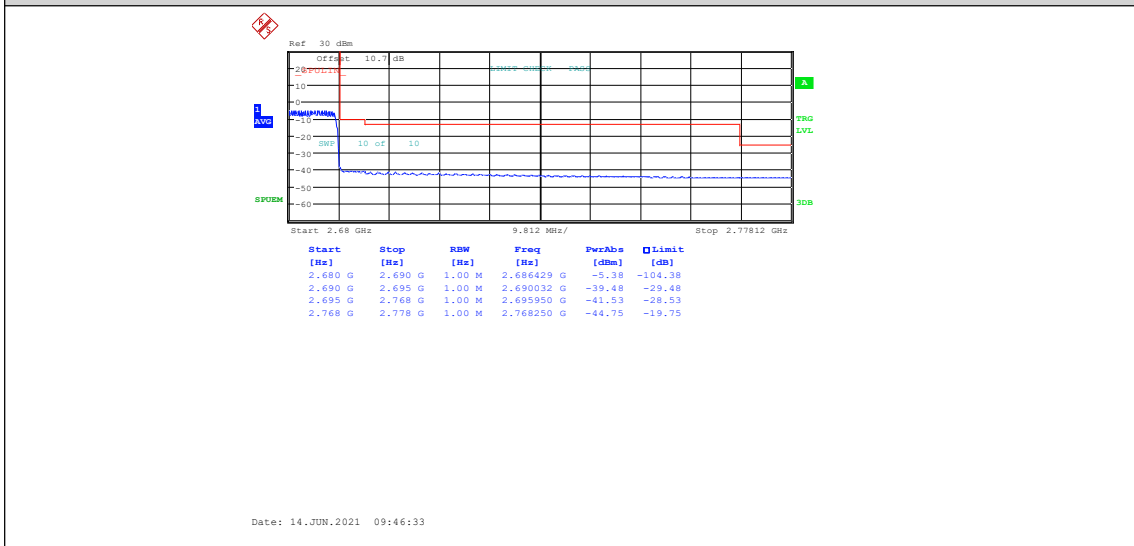 R S
Ref 30 dBm
Offset 10.7 dB
20
_SPULIN_
LIMIT CHECK PASS
10
A
0
1
AVG
-10
TRG
LVL
-20
SWP 10 of 10
-30
-40
-50
SPUEM
-60
3DB
Start 2.68 GHz 9.812 MHz/ Stop 2.77812 GHz
Start Stop RBW Freq PwrAbs Limit
[Hz] [Hz] [Hz] [Hz] [dBm] [dB]
2.680 G 2.690 G 1.00 M 2.686429 G -5.38 -104.38
2.690 G 2.695 G 1.00 M 2.690032 G -39.48 -29.48
2.695 G 2.768 G 1.00 M 2.695950 G -41.53 -28.53
2.768 G 2.778 G 1.00 M 2.768250 G -44.75 -19.75
Date: 14.JUN.2021 09:46:33